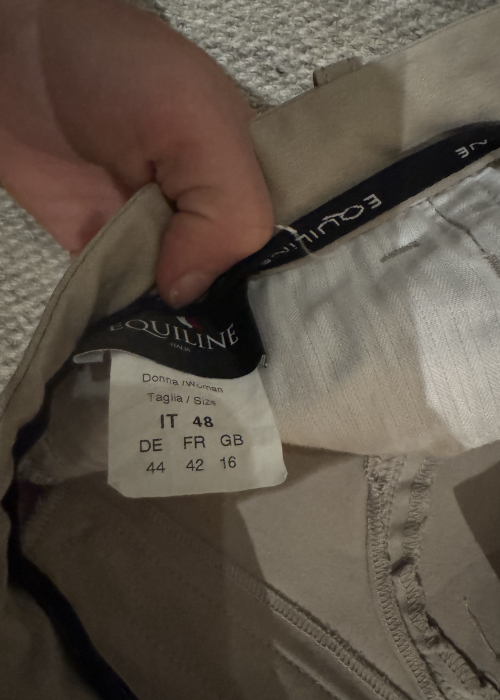 EQUILINE
EQUILINE
ITALIA
Donna / Woman
Taglia / Size
IT 48
DE FR GB
44 42 16